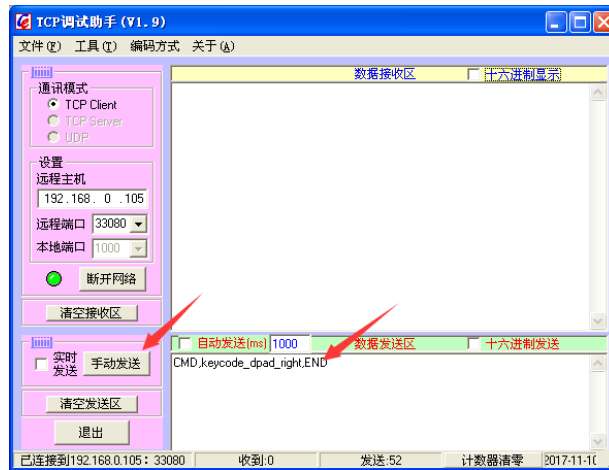 TCP调试助手 (V1.9)
文件(F) 工具(T) 编码方式 关于(A)
通讯模式
TCP Client
TCP Server
UDP
设置
远程主机
192.168. 0 .105
远程端口 33080
本地端口 1000
断开网络
清空接收区
数据接收区 十六进制显示
实时发送 手动发送
清空发送区
退出
自动发送(ms) 1000 数据发送区 十六进制发送
CMD,keycode_dpad_right,END
已连接到192.168.0.105：33080 收到:0 发送:52 计数器清零